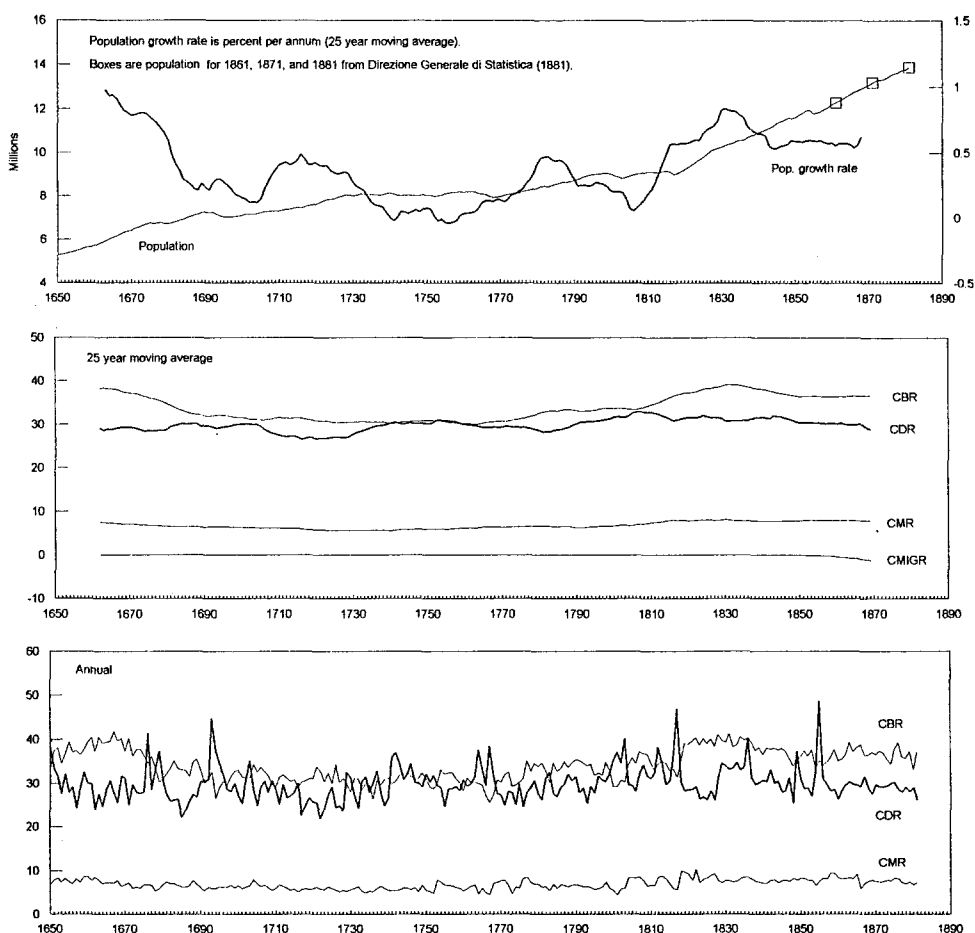 16
14
12
10
8
6
4
Millions
Population growth rate is percent per annum (25 year moving average).
Boxes are population for 1861, 1871, and 1881 from Direzione Generale di Statistica (1881).
Population
Pop. growth rate
1.5
1
0.5
0
-0.5
1650 1670 1690 1710 1730 1750 1770 1790 1810 1830 1850 1870 1890
50
40
30
20
10
0
-10
25 year moving average
CBR
CDR
CMR
CMIGR
1650 1670 1690 1710 1730 1750 1770 1790 1810 1830 1850 1870 1890
60
50
40
30
20
10
0
Annual
CBR
CDR
CMR
1650 1670 1690 1710 1730 1750 1770 1790 1810 1830 1850 1870 1890